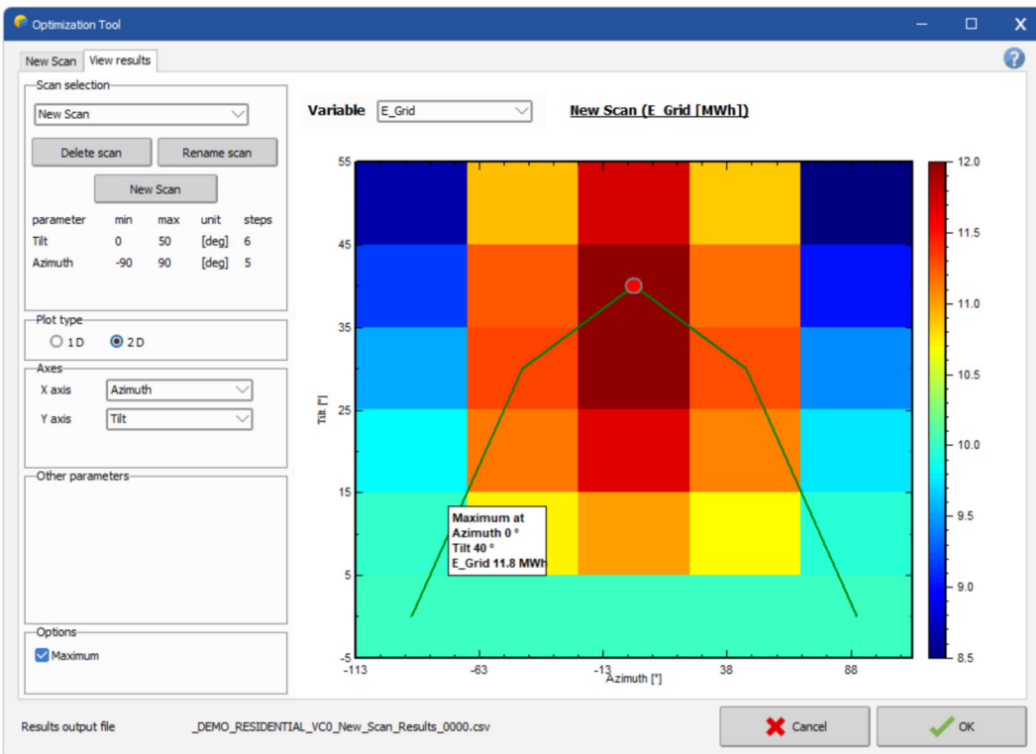 Optimization Tool
New Scan View results
Scan selection
New Scan
Delete scan Rename scan
New Scan
parameter min max unit steps
Tilt 0 50 [deg] 6
Azimuth -90 90 [deg] 5
Plot type
1D 2D
Axes
X axis Azimuth
Y axis Tilt
Other parameters
Options
Maximum
Variable E_Grid New Scan (E_Grid [MWh])
55
45
35
25
15
5
-5
Tilt [°]
-113 -63 -13 38 88
Azimuth [°]
Maximum at
Azimuth 0 °
Tilt 40 °
E_Grid 11.8 MWh
12.0
11.5
11.0
10.5
10.0
9.5
9.0
8.5
Results output file _DEMO_RESIDENTIAL_VC0_New_Scan_Results_0000.csv
Cancel OK